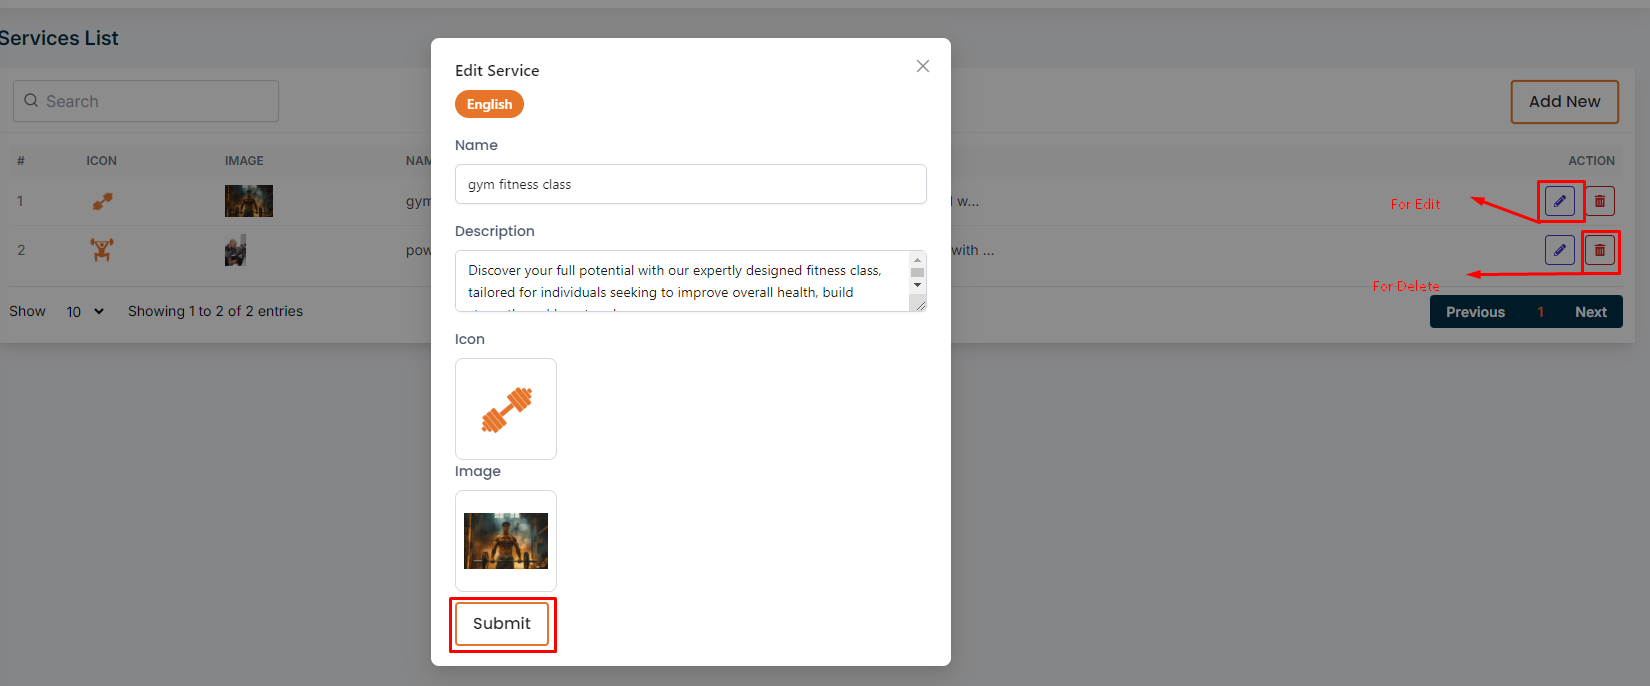 Services List
Search
Add New
# ICON IMAGE NAM ACTION
1 gym w...
2 pow with ...
For Edit
For Delete
Show 10 Showing 1 to 2 of 2 entries
Previous 1 Next
Edit Service
English
Name
gym fitness class
Description
Discover your full potential with our expertly designed fitness class,
tailored for individuals seeking to improve overall health, build
Icon
Image
Submit